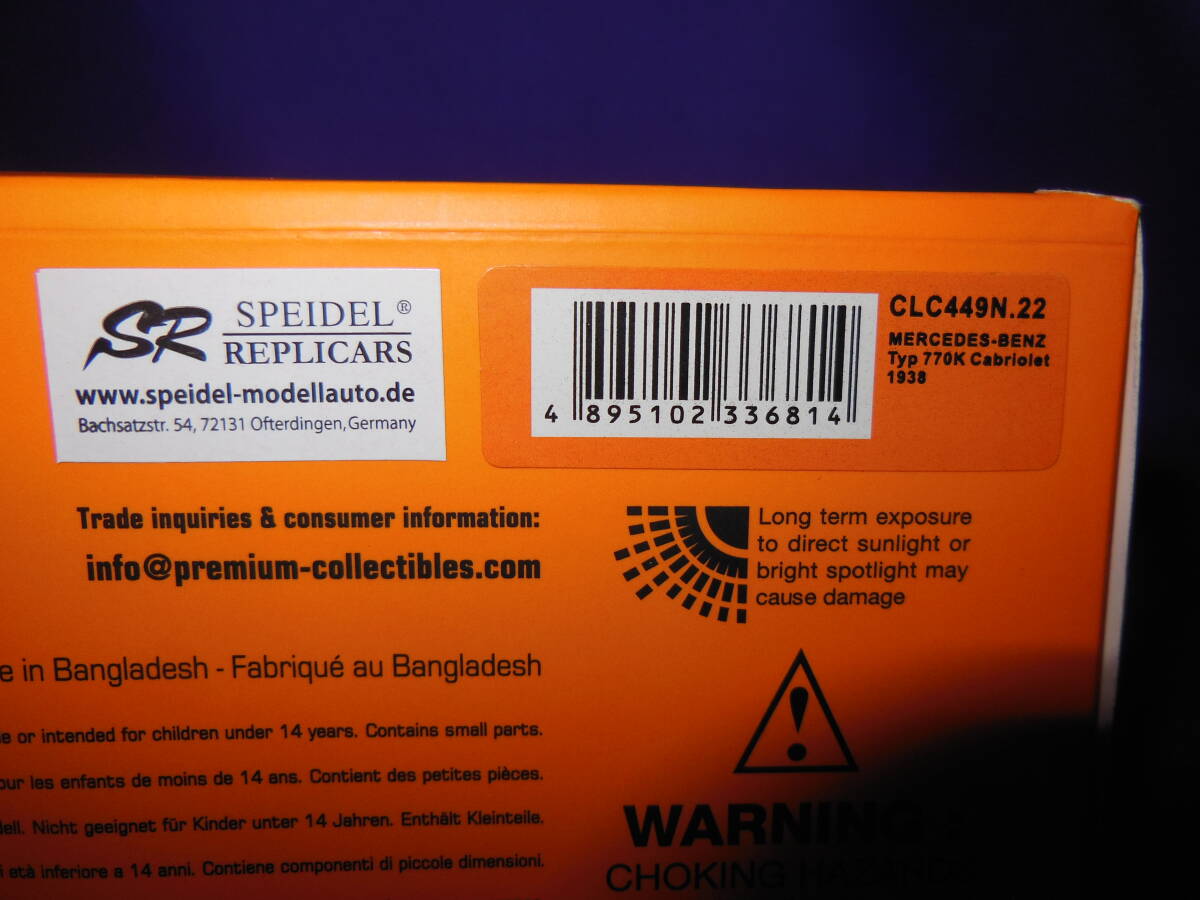 SR SPEIDEL®
REPLICARS
www.speidel-modellauto.de
Bachsatzstr. 54, 72131 Ofterdingen, Germany
4 895102 336814
CLC449N.22
MERCEDES-BENZ
Typ 770K Cabriolet
1938
Trade inquiries & consumer information:
info@premium-collectibles.com
Long term exposure
to direct sunlight or
bright spotlight may
cause damage
in Bangladesh - Fabriqué au Bangladesh
or intended for children under 14 years. Contains small parts.
les enfants de moins de 14 ans. Contient des petites pièces.
Nicht geeignet für Kinder unter 14 Jahren. Enthält Kleinteile.
età inferiore a 14 anni. Contiene componenti di piccole dimensioni.
!
WARNING :
CHOKING HAZARDS